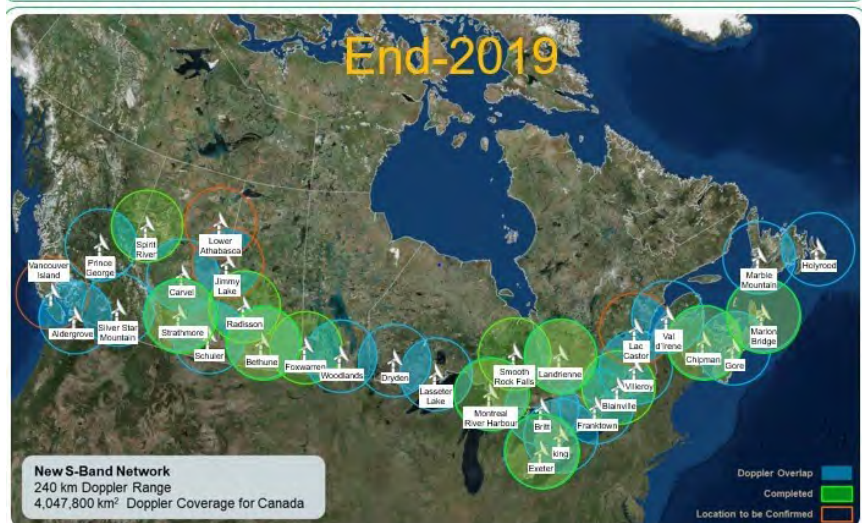 End-2019
Spirit
River
Lower
Athabasca
Prince
George
Vancouver
Island
Carvel
Jimmy
Lake
Aldergrove
Silver Star
Mountain
Strathmore
Radisson
Schuler
Bethune
Foxwarren
Woodlands
Dryden
Lasseter
Lake
Smooth
Rock Falls
Landrienne
Montreal
River Harbour
Britt
king
Exeter
Franktown
Blainville
Villeroy
Lac
Castor
Val
d'Irene
Chipman
Gore
Marion
Bridge
Marble
Mountain
Holyrood
New S-Band Network
240 km Doppler Range
4,047,800 km² Doppler Coverage for Canada
Doppler Overlap
Completed
Location to be Confirmed